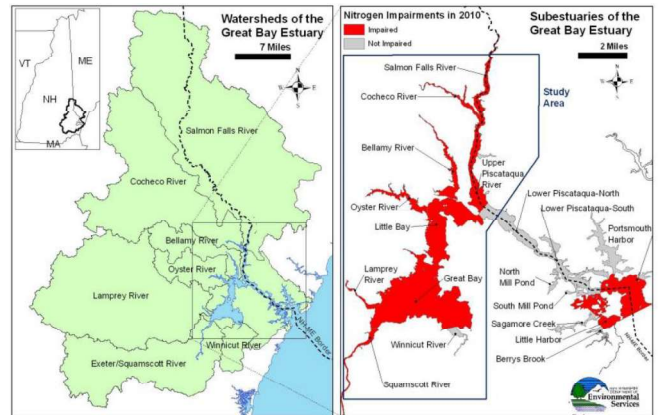 Watersheds of the
Great Bay Estuary
7 Miles
N
W
E
S
VT
ME
NH
MA
Salmon Falls River
Cocheco River
Bellamy River
Oyster River
Lamprey River
Winnicut River
Exeter/Squamscott River
NH-ME Border
Nitrogen Impairments in 2010
Impaired
Not Impaired
Subestuaries of the
Great Bay Estuary
2 Miles
N
W
E
S
Study
Area
Salmon Falls River
Cocheco River
Bellamy River
Upper
Piscataqua
River
Oyster River
Little Bay
Lower Piscataqua-North
Lower Piscataqua-South
Portsmouth
Harbor
Lamprey
River
Great Bay
North
Mill Pond
South Mill Pond
Sagamore Creek
Little Harbor
Berrys Brook
Winnicut River
Squamscott River
NH-ME Border
Environmental
Services